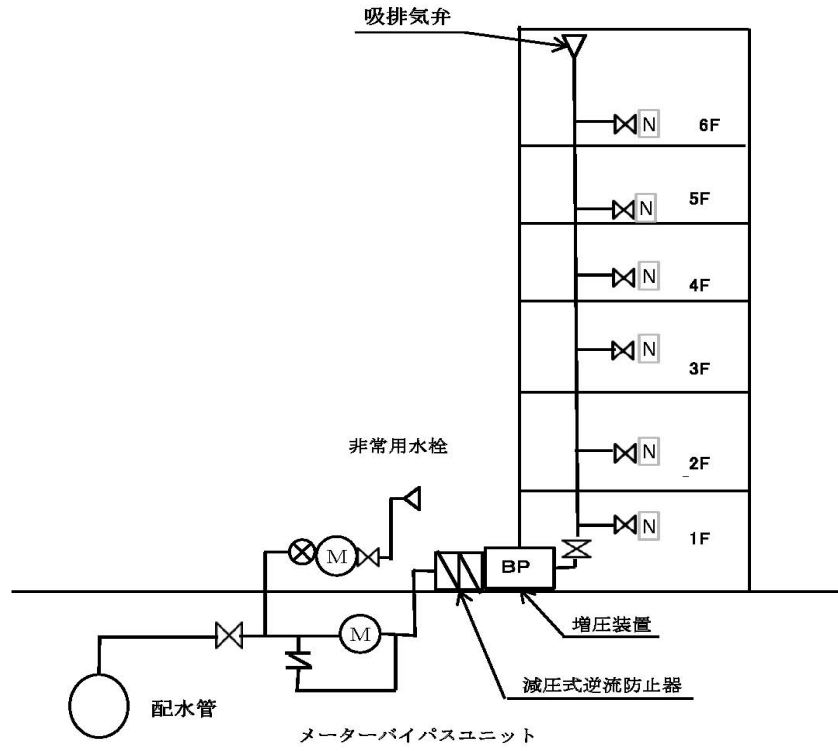 吸排気弁
N
6F
N
5F
N
4F
N
3F
N
2F
N
1F
非常用水栓
M
BP
M
増圧装置
減圧式逆流防止器
配水管
メーターバイパスユニット